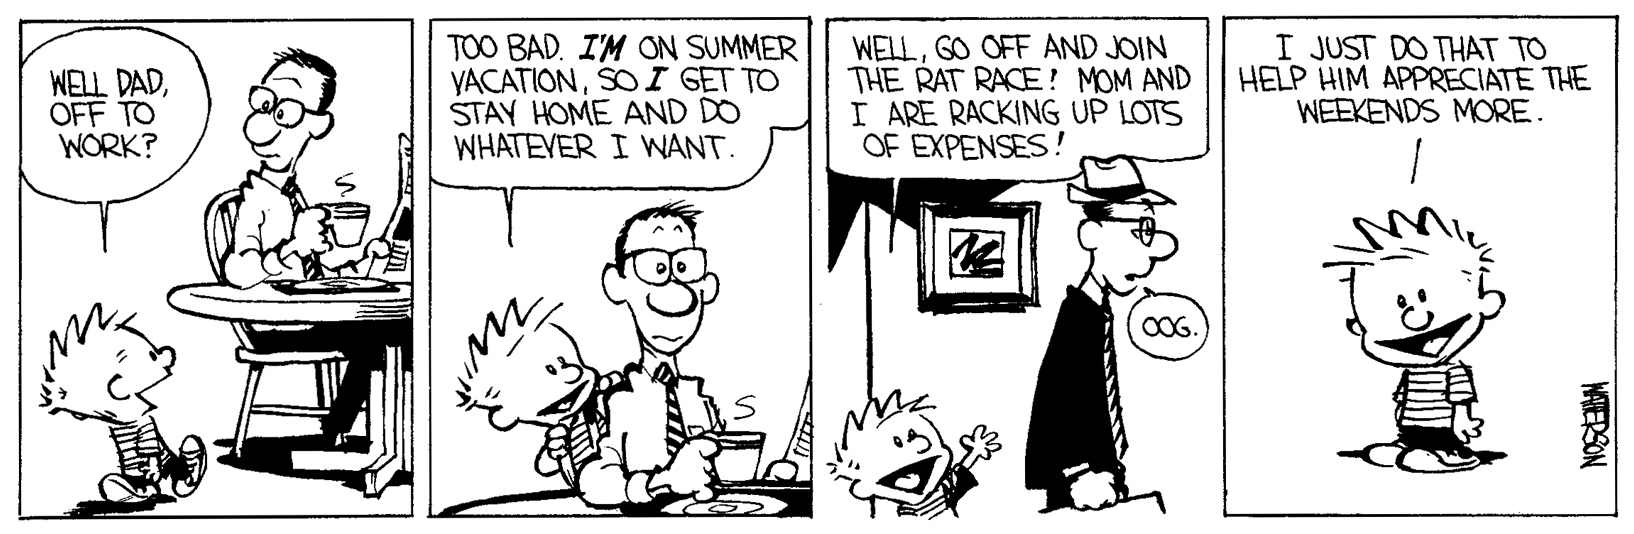 WELL DAD,
OFF TO
WORK?
TOO BAD. I'M ON SUMMER
VACATION, SO I GET TO
STAY HOME AND DO
WHATEVER I WANT.
WELL, GO OFF AND JOIN
THE RAT RACE! MOM AND
I ARE RACKING UP LOTS
OF EXPENSES!
OOG.
I JUST DO THAT TO
HELP HIM APPRECIATE THE
WEEKENDS MORE.
WATTERSON